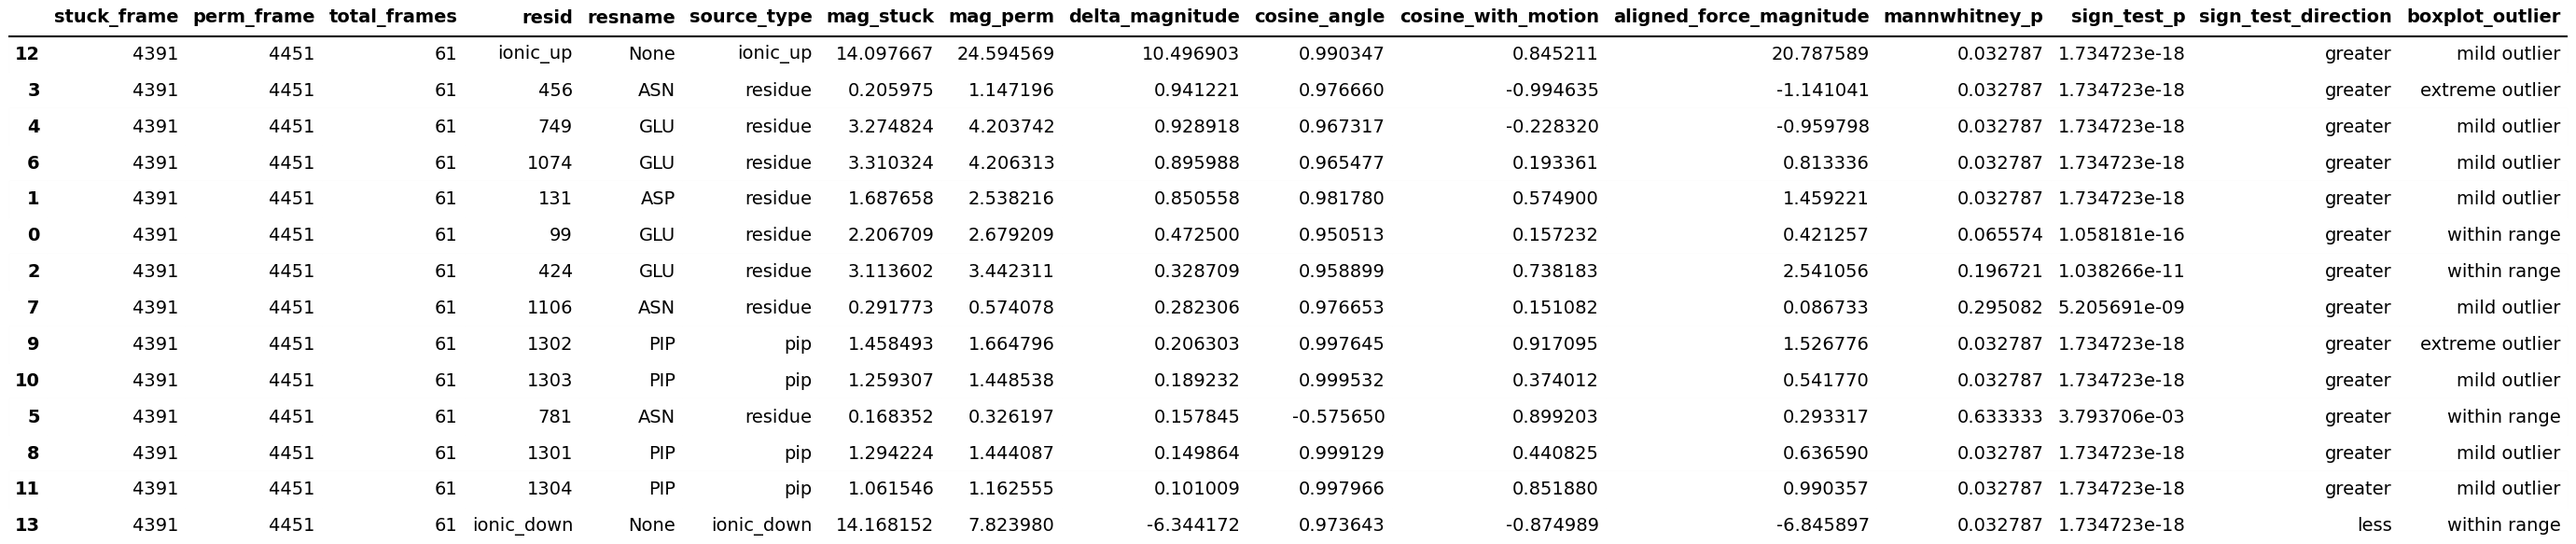 stuck_frame perm_frame total_frames resid resname source_type mag_stuck mag_perm delta_magnitude cosine_angle cosine_with_motion aligned_force_magnitude mannwhitney_p sign_test_p sign_test_direction boxplot_outlier
12 4391 4451 61 ionic_up None ionic_up 14.097667 24.594569 10.496903 0.990347 0.845211 20.787589 0.032787 1.734723e-18 greater mild outlier
3 4391 4451 61 456 ASN residue 0.205975 1.147196 0.941221 0.976660 -0.994635 -1.141041 0.032787 1.734723e-18 greater extreme outlier
4 4391 4451 61 749 GLU residue 3.274824 4.203742 0.928918 0.967317 -0.228320 -0.959798 0.032787 1.734723e-18 greater mild outlier
6 4391 4451 61 1074 GLU residue 3.310324 4.206313 0.895988 0.965477 0.193361 0.813336 0.032787 1.734723e-18 greater mild outlier
1 4391 4451 61 131 ASP residue 1.687658 2.538216 0.850558 0.981780 0.574900 1.459221 0.032787 1.734723e-18 greater mild outlier
0 4391 4451 61 99 GLU residue 2.206709 2.679209 0.472500 0.950513 0.157232 0.421257 0.065574 1.058181e-16 greater within range
2 4391 4451 61 424 GLU residue 3.113602 3.442311 0.328709 0.958899 0.738183 2.541056 0.196721 1.038266e-11 greater within range
7 4391 4451 61 1106 ASN residue 0.291773 0.574078 0.282306 0.976653 0.151082 0.086733 0.295082 5.205691e-09 greater mild outlier
9 4391 4451 61 1302 PIP pip 1.458493 1.664796 0.206303 0.997645 0.917095 1.526776 0.032787 1.734723e-18 greater extreme outlier
10 4391 4451 61 1303 PIP pip 1.259307 1.448538 0.189232 0.999532 0.374012 0.541770 0.032787 1.734723e-18 greater mild outlier
5 4391 4451 61 781 ASN residue 0.168352 0.326197 0.157845 -0.575650 0.899203 0.293317 0.633333 3.793706e-03 greater within range
8 4391 4451 61 1301 PIP pip 1.294224 1.444087 0.149864 0.999129 0.440825 0.636590 0.032787 1.734723e-18 greater mild outlier
11 4391 4451 61 1304 PIP pip 1.061546 1.162555 0.101009 0.997966 0.851880 0.990357 0.032787 1.734723e-18 greater mild outlier
13 4391 4451 61 ionic_down None ionic_down 14.168152 7.823980 -6.344172 0.973643 -0.874989 -6.845897 0.032787 1.734723e-18 less within range